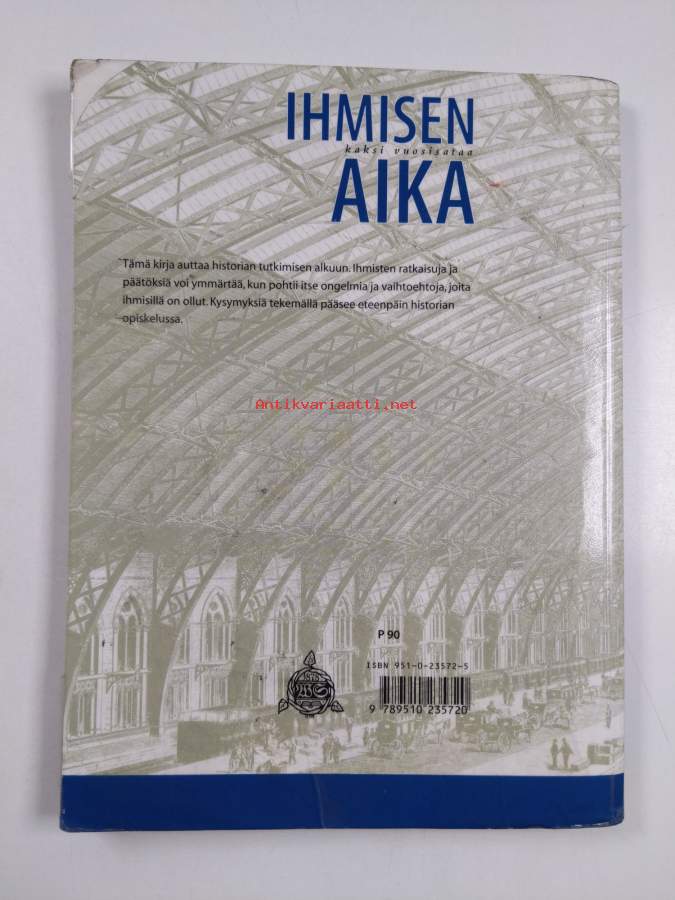 IHMISEN
kaksi vuosisataa
AIKA
Tämä kirja auttaa historian tutkimisen alkuun. Ihmisten ratkaisuja ja
päätöksiä voi ymmärtää, kun pohtii itse ongelmia ja vaihtoehtoja, joita
ihmisillä on ollut. Kysymyksiä tekemällä pääsee eteenpäin historian
opiskelussa.
Antikvariaatti.net
P 90
ISBN 951-0-23572-5
9 789510 235720